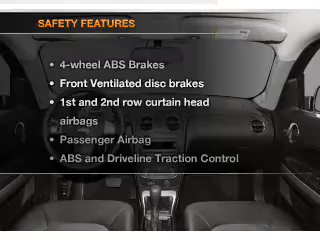 SAFETY FEATURES
• 4-wheel ABS Brakes
• Front Ventilated disc brakes
• 1st and 2nd row curtain head
airbags
• Passenger Airbag
• ABS and Driveline Traction Control